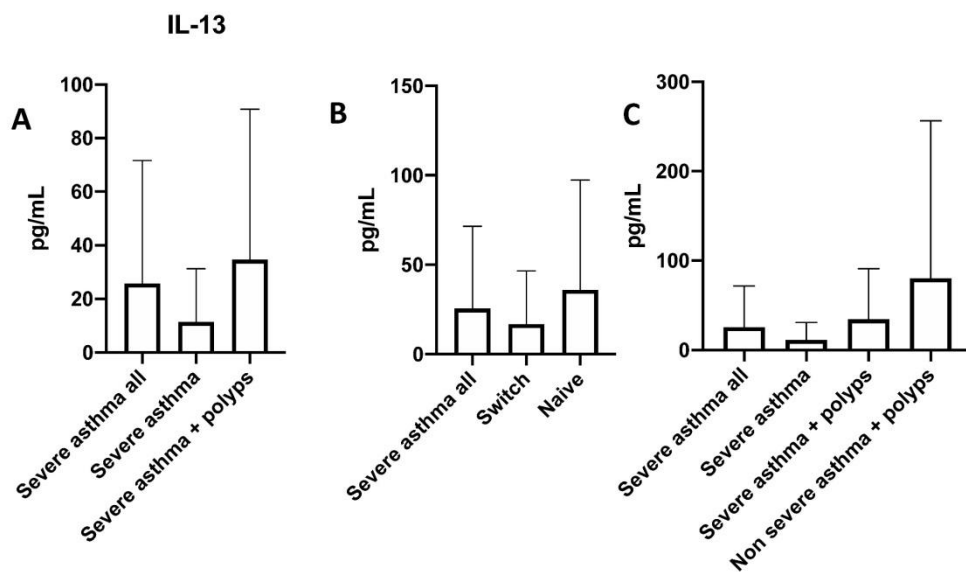 IL-13
A
pg/mL
100
80
60
40
20
0
Severe asthma all
Severe asthma
Severe asthma + polyps
B
pg/mL
150
100
50
0
Severe asthma all
Switch
Naive
C
pg/mL
300
200
100
0
Severe asthma all
Severe asthma
Severe asthma + polyps
Non severe asthma + polyps